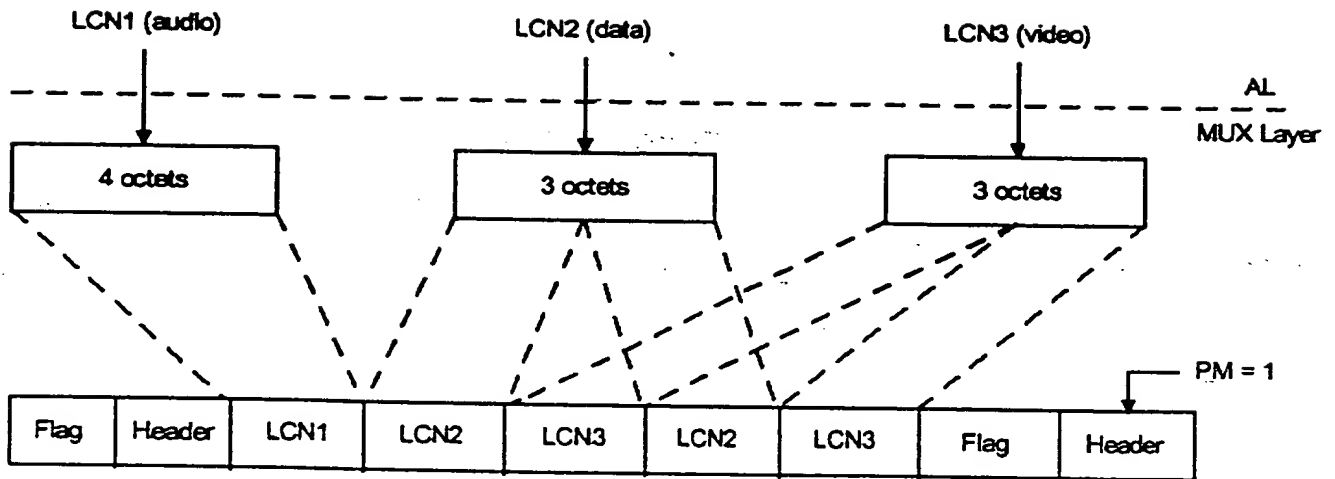 LCN1 (audio)
LCN2 (data)
LCN3 (video)
AL
MUX Layer
4 octets
3 octets
3 octets
PM = 1
Flag
Header
LCN1
LCN2
LCN3
LCN2
LCN3
Flag
Header